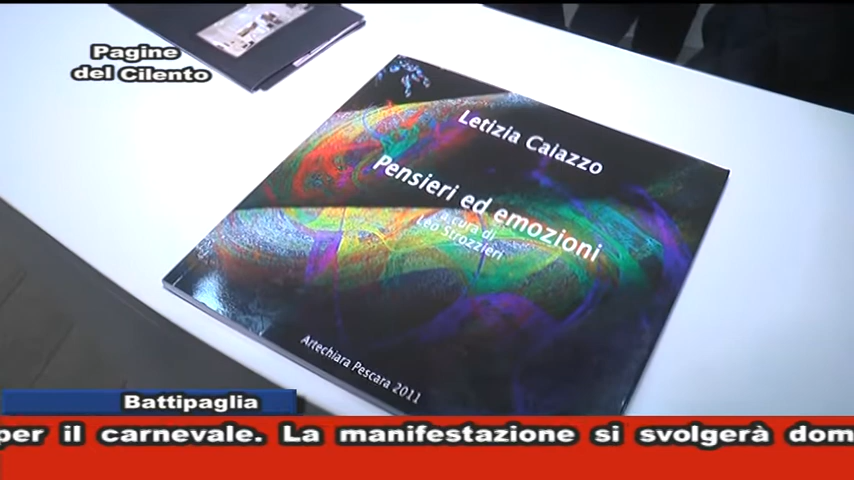 Pagine
del Cilento
Letizia Caiazzo
Pensieri ed emozioni
a cura di
Leo Strozzieri
Artechiara Pescara 2011
Battipaglia
per il carnevale. La manifestazione si svolgerà dom